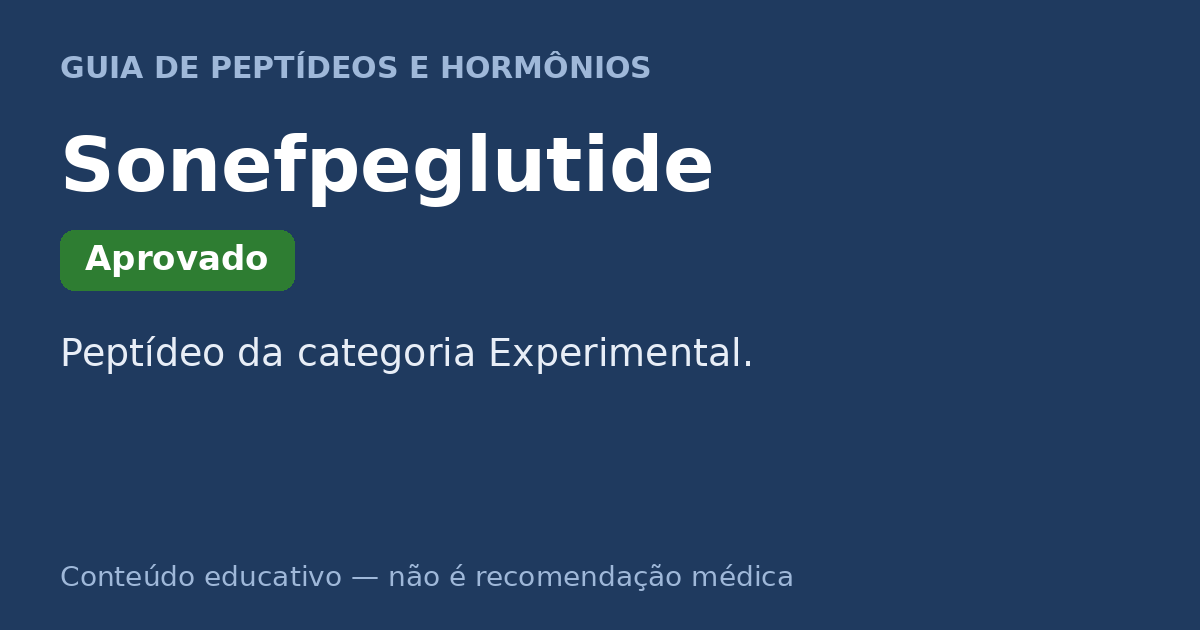 GUIA DE PEPTÍDEOS E HORMÔNIOS
Sonefpeglutide
Aprovado
Peptídeo da categoria Experimental.
Conteúdo educativo — não é recomendação médica